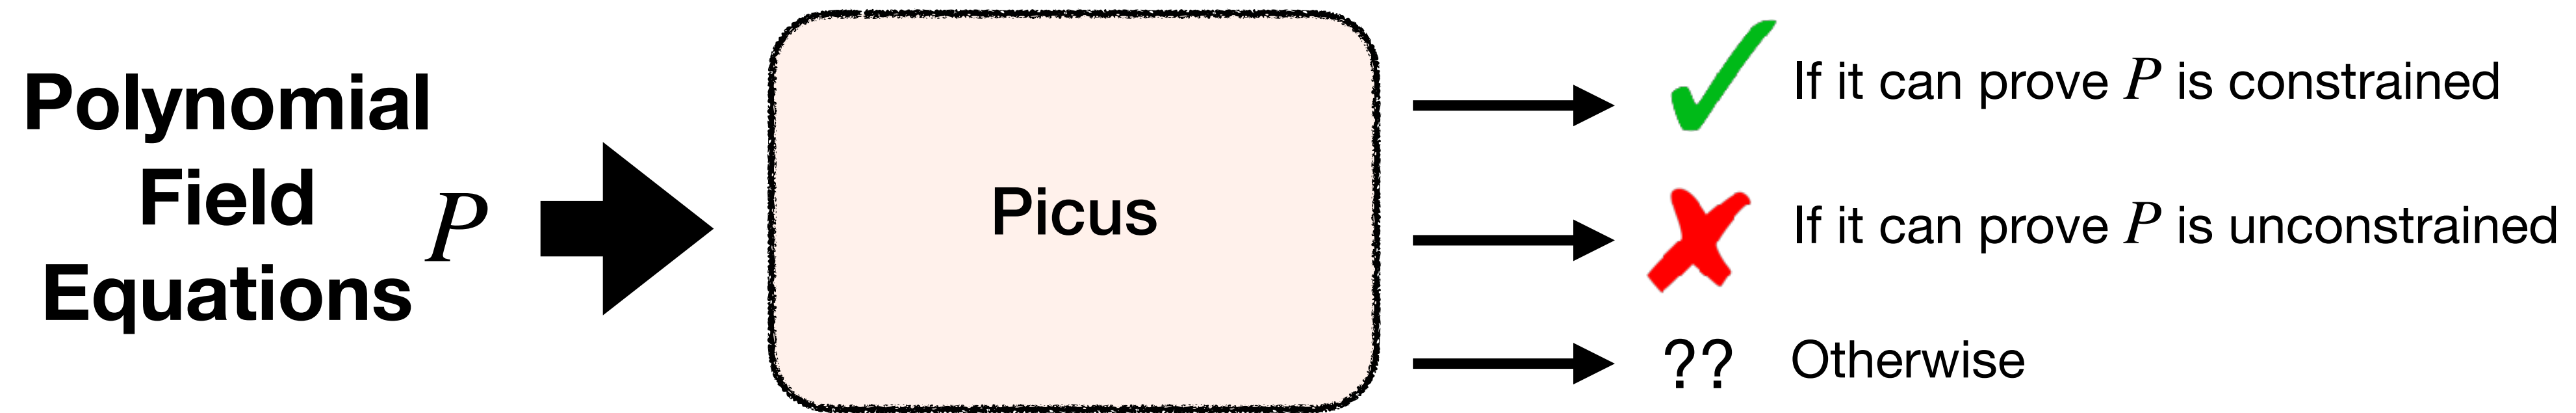 Polynomial
Field
Equations
P
Picus
If it can prove P is constrained
If it can prove P is unconstrained
?? Otherwise